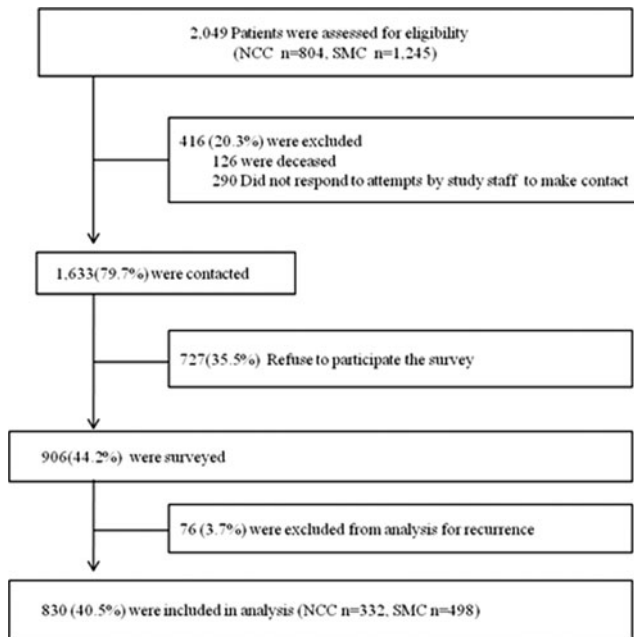 2,049 Patients were assessed for eligibility
(NCC n=804, SMC n=1,245)
416 (20.3%) were excluded
126 were deceased
290 Did not respond to attempts by study staff to make contact
1,633(79.7%) were contacted
727(35.5%) Refuse to participate the survey
906(44.2%) were surveyed
76 (3.7%) were excluded from analysis for recurrence
830 (40.5%) were included in analysis (NCC n=332, SMC n=498)